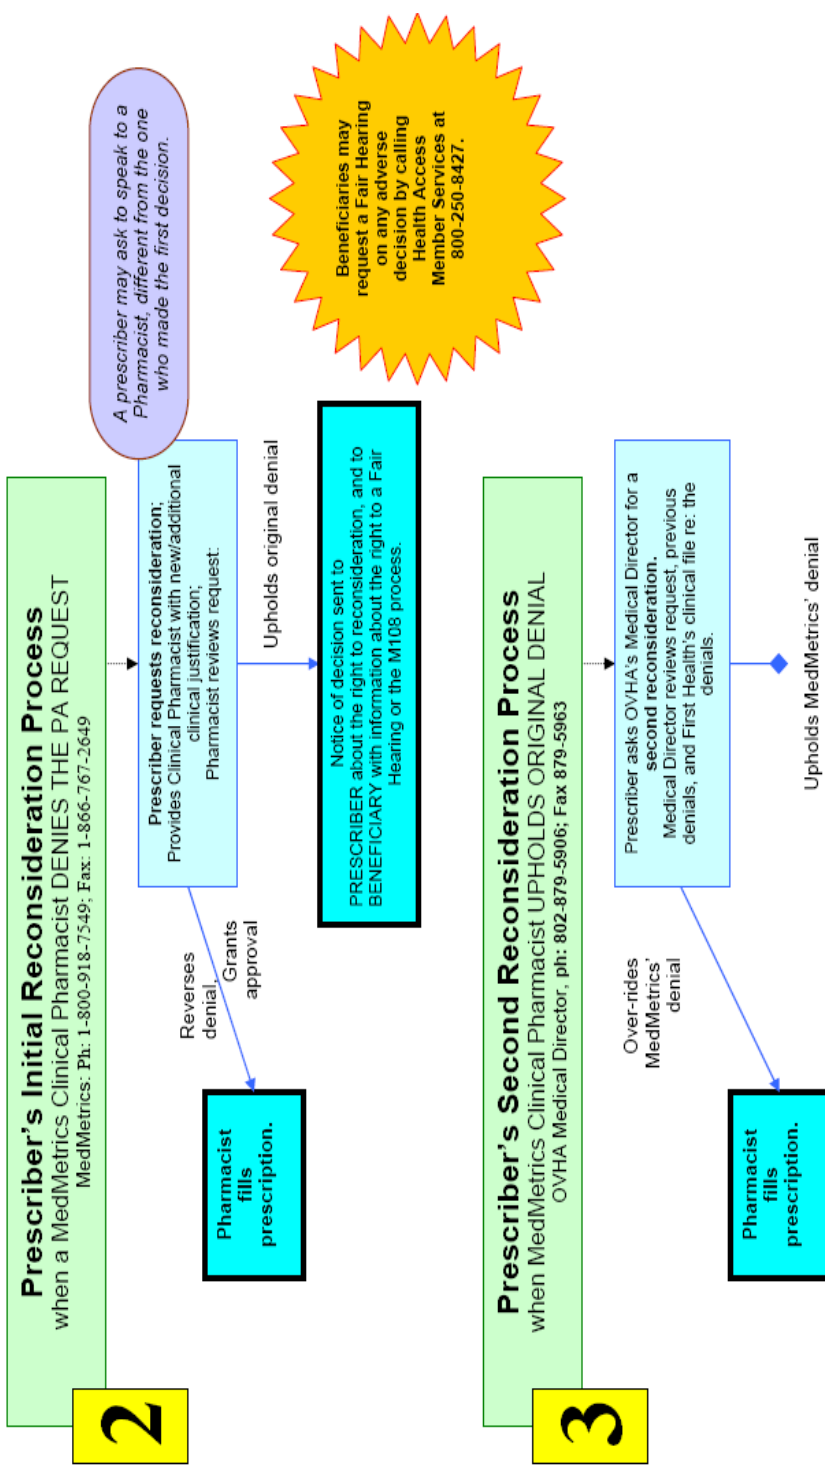 2
Prescriber's Initial Reconsideration Process
when a MedMetrics Clinical Pharmacist DENIES THE PA REQUEST
MedMetrics: Ph: 1-800-918-7549; Fax: 1-866-767-2649
A prescriber may ask to speak to a
Pharmacist, different from the one
who made the first decision.
Prescriber requests reconsideration;
Provides Clinical Pharmacist with new/additional
clinical justification;
Pharmacist reviews request:
Reverses
denial,
Grants
approval
Upholds original denial
Pharmacist
fills
prescription.
Notice of decision sent to
PRESCRIBER about the right to reconsideration, and to
BENEFICIARY with information about the right to a Fair
Hearing or the M108 process.
Beneficiaries may
request a Fair Hearing
on any adverse
decision by calling
Health Access
Member Services at
800-250-8427.
3
Prescriber's Second Reconsideration Process
when MedMetrics Clinical Pharmacist UPHOLDS ORIGINAL DENIAL
OVHA Medical Director, ph: 802-879-5906; Fax 879-5963
Prescriber asks OVHA's Medical Director for a
second reconsideration.
Medical Director reviews request, previous
denials, and First Health's clinical file re: the
denials.
Over-rides
MedMetrics'
denial
Pharmacist
fills
prescription.
Upholds MedMetrics' denial